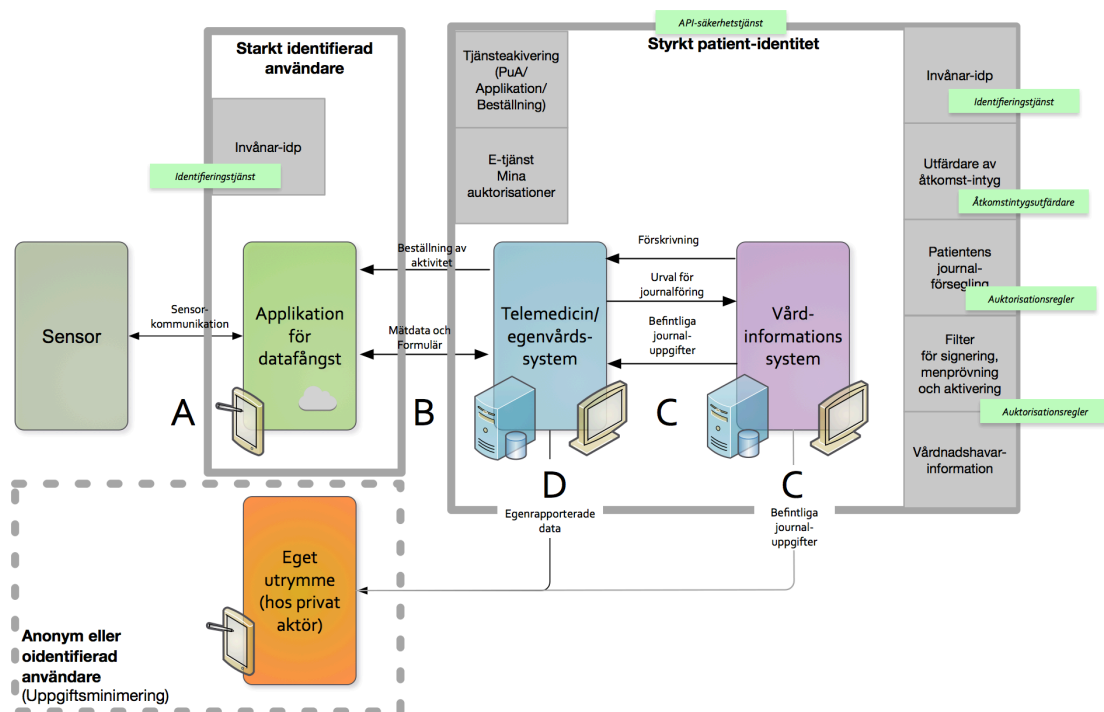 API-säkerhetstjänst
Starkt identifierad
användare
Styrkt patient-identitet
Tjänsteakivering
(PuA/
Applikation/
Beställning)
Invånar-idp
Identifieringstjänst
Invånar-idp
Identifieringstjänst
E-tjänst
Mina
auktorisationer
Utfärdare av
åtkomst-intyg
Åtkomstintygsutfärdare
Sensor
Sensor-
kommunikation
Applikation
för
datafångst
Beställning av
aktivitet
Mätdata och
Formulär
Telemedicin/
egenvårds-
system
Förskrivning
Urval för
journalföring
Befintliga
journal-
uppgifter
Vård-
informations
system
Patientens
journal-
försegling
Auktorisationsregler
Filter
för signering,
menprövning
och aktivering
Auktorisationsregler
Vårdnadshavar-
information
A
B
C
D
C
Egenrapporterade
data
Befintliga
journal-
uppgifter
Eget
utrymme
(hos privat
aktör)
Anonym eller
oidentifierad
användare
(Uppgiftsminimering)